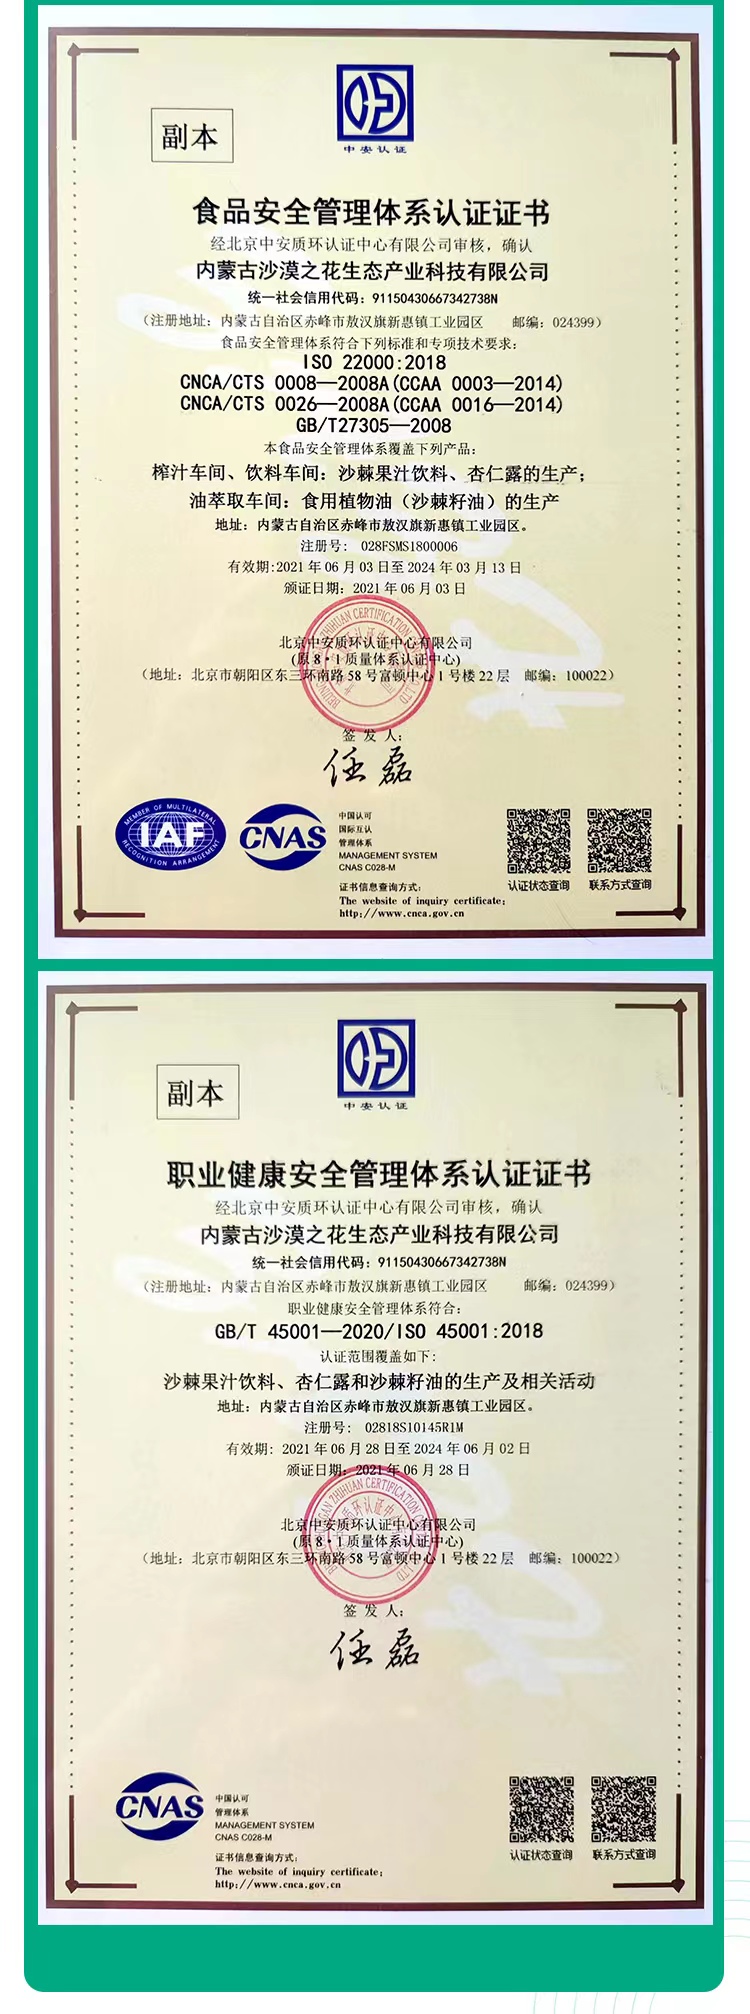 副本
中安认证
食品安全管理体系认证证书
经北京中安质环认证中心有限公司审核，确认
内蒙古沙漠之花生态产业科技有限公司
统一社会信用代码：91150430667342738N
（注册地址：内蒙古自治区赤峰市敖汉旗新惠镇工业园区 邮编：024399）
食品安全管理体系符合下列标准和专项技术要求：
ISO 22000:2018
CNCA/CTS 0008—2008A(CCAA 0003—2014)
CNCA/CTS 0026—2008A(CCAA 0016—2014)
GB/T27305—2008
本食品安全管理体系覆盖下列产品：
榨汁车间、饮料车间：沙棘果汁饮料、杏仁露的生产；
油萃取车间：食用植物油（沙棘籽油）的生产
地址：内蒙古自治区赤峰市敖汉旗新惠镇工业园区。
注册号： 028FSMS1800006
有效期:2021年06月03日至2024年03月13日
颁证日期：2021年06月03日
北京中安质环认证中心有限公司
(原8·1质量体系认证中心)
（地址：北京市朝阳区东三环南路58号富顿中心1号楼22层 邮编：100022）
签发人：
任磊
MEMBER OF MULTILATERAL
IAF
RECOGNITION ARRANGEMENT
CNAS
中国认可
国际互认
管理体系
MANAGEMENT SYSTEM
CNAS C028-M
证书信息查询方式：
The website of inquiry certificate:
http://www.cnca.gov.cn
认证状态查询 联系方式查询
副本
中安认证
职业健康安全管理体系认证证书
经北京中安质环认证中心有限公司审核，确认
内蒙古沙漠之花生态产业科技有限公司
统一社会信用代码：91150430667342738N
（注册地址：内蒙古自治区赤峰市敖汉旗新惠镇工业园区 邮编：024399）
职业健康安全管理体系符合：
GB/T 45001—2020/ISO 45001:2018
认证范围覆盖如下：
沙棘果汁饮料、杏仁露和沙棘籽油的生产及相关活动
地址：内蒙古自治区赤峰市敖汉旗新惠镇工业园区。
注册号： 02818S10145R1M
有效期：2021年06月28日至2024年06月02日
颁证日期：2021年06月28日
北京中安质环认证中心有限公司
(原8·1质量体系认证中心)
（地址：北京市朝阳区东三环南路58号富顿中心1号楼22层 邮编：100022）
签发人：
任磊
CNAS
中国认可
管理体系
MANAGEMENT SYSTEM
CNAS C028-M
证书信息查询方式：
The website of inquiry certificate:
http://www.cnca.gov.cn
认证状态查询 联系方式查询